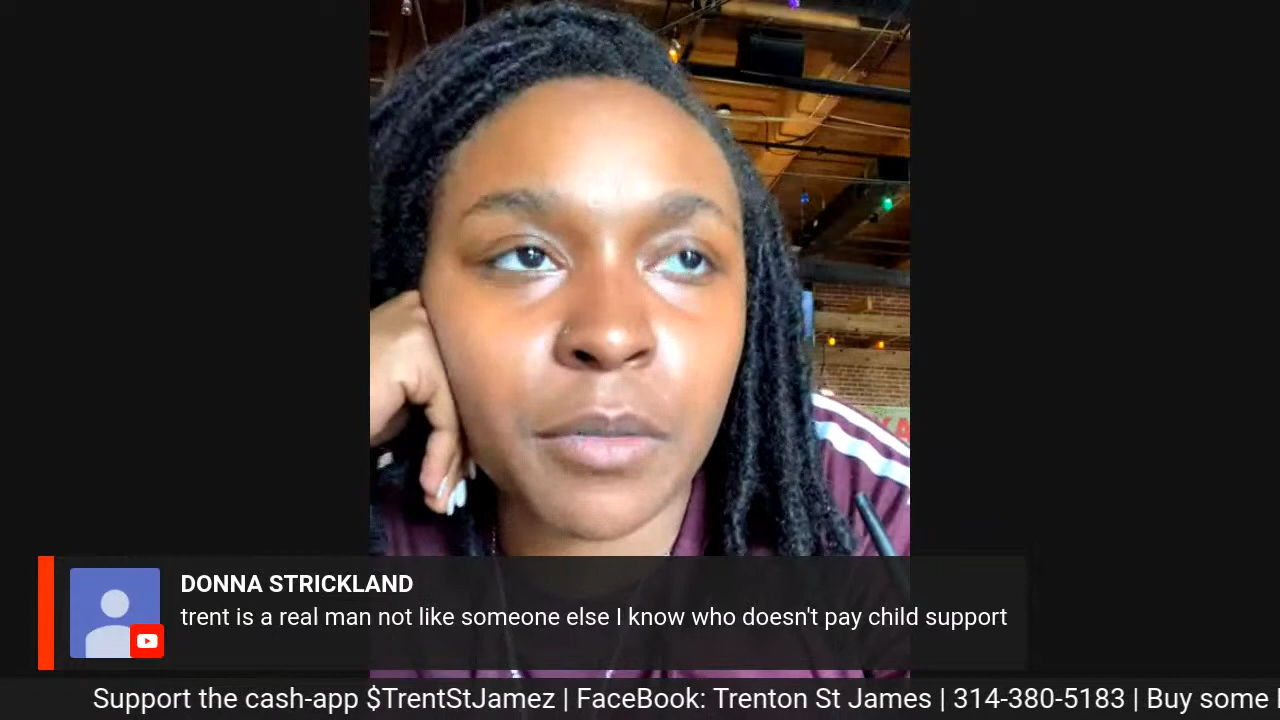 DONNA STRICKLAND
trent is a real man not like someone else I know who doesn't pay child support
Support the cash-app $TrentStJamez | FaceBook: Trenton St James | 314-380-5183 | Buy some